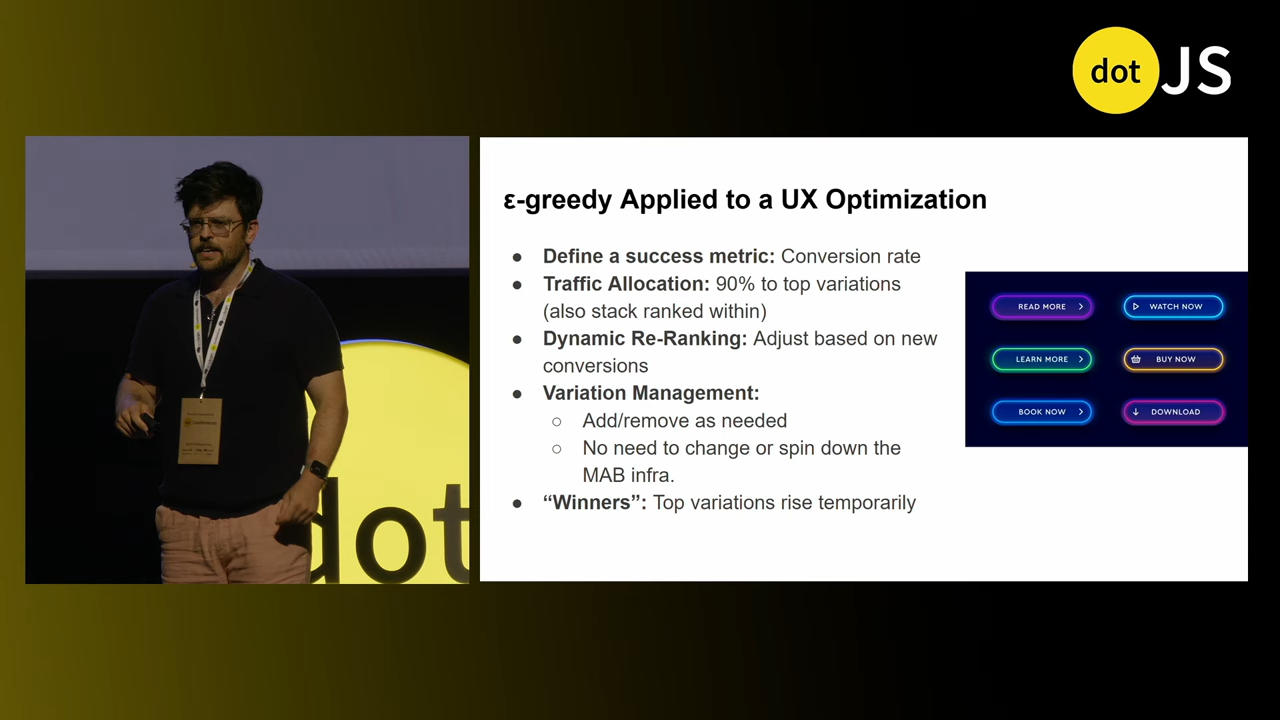 dot JS
ε-greedy Applied to a UX Optimization
● Define a success metric: Conversion rate
● Traffic Allocation: 90% to top variations
(also stack ranked within)
● Dynamic Re-Ranking: Adjust based on new
conversions
● Variation Management:
○ Add/remove as needed
○ No need to change or spin down the
MAB infra.
● “Winners”: Top variations rise temporarily
READ MORE
WATCH NOW
LEARN MORE
BUY NOW
BOOK NOW
DOWNLOAD
dot